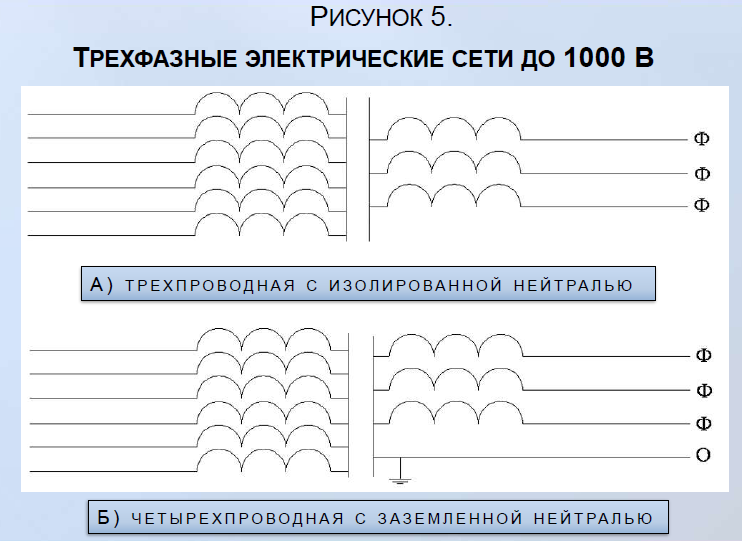 РИСУНОК 5.
ТРЕХФАЗНЫЕ ЭЛЕКТРИЧЕСКИЕ СЕТИ ДО 1000 В
Ф
Ф
Ф
А) ТРЕХПРОВОДНАЯ С ИЗОЛИРОВАННОЙ НЕЙТРАЛЬЮ
Ф
Ф
Ф
О
Б) ЧЕТЫРЕХПРОВОДНАЯ С ЗАЗЕМЛЕННОЙ НЕЙТРАЛЬЮ